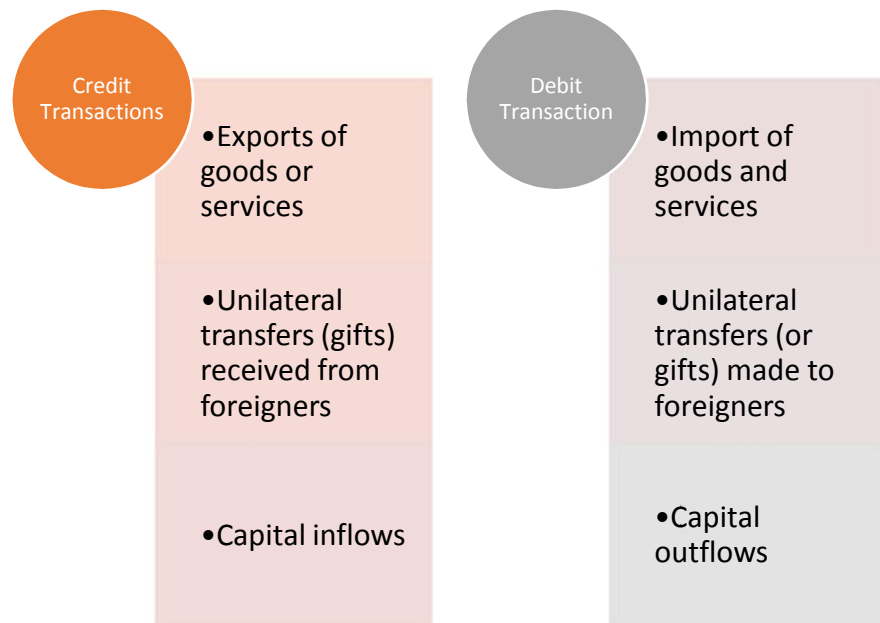 Credit
Transactions
•Exports of
goods or
services
•Unilateral
transfers (gifts)
received from
foreigners
•Capital inflows
Debit
Transaction
•Import of
goods and
services
•Unilateral
transfers (or
gifts) made to
foreigners
•Capital
outflows